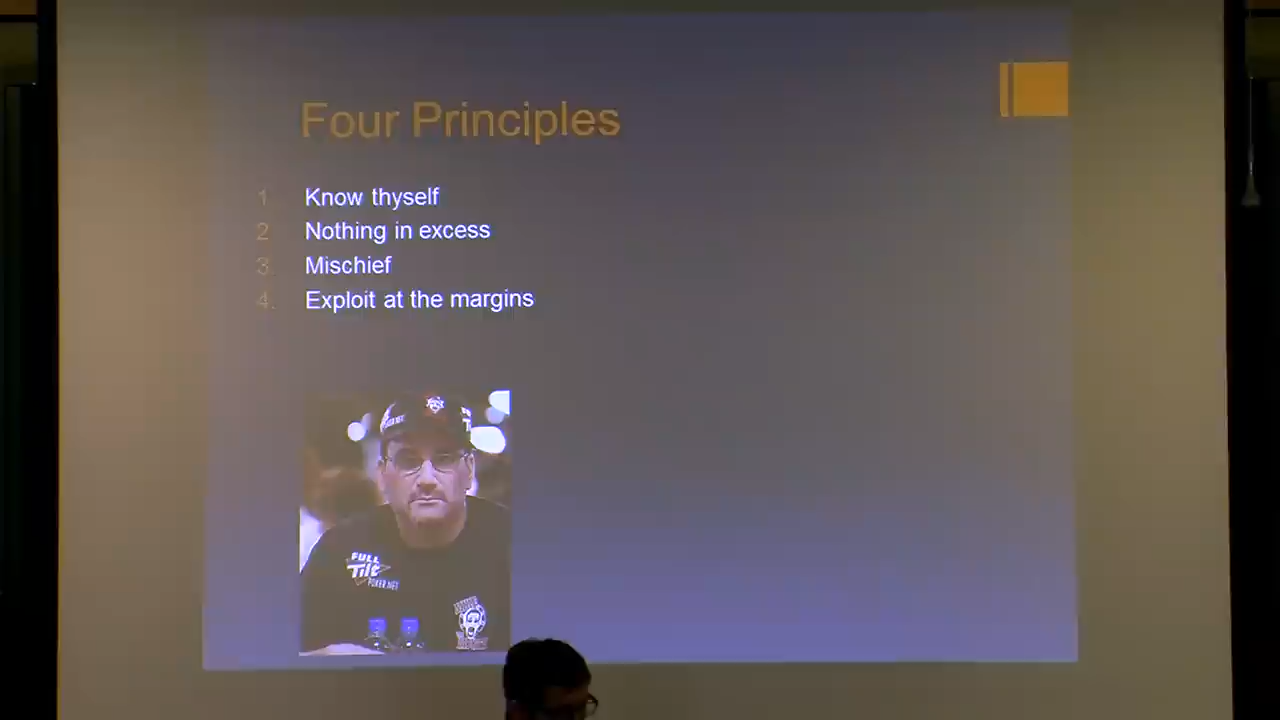 Four Principles
1 Know thyself
2 Nothing in excess
3. Mischief
4. Exploit at the margins
FULL
Tilt
POKER.NET